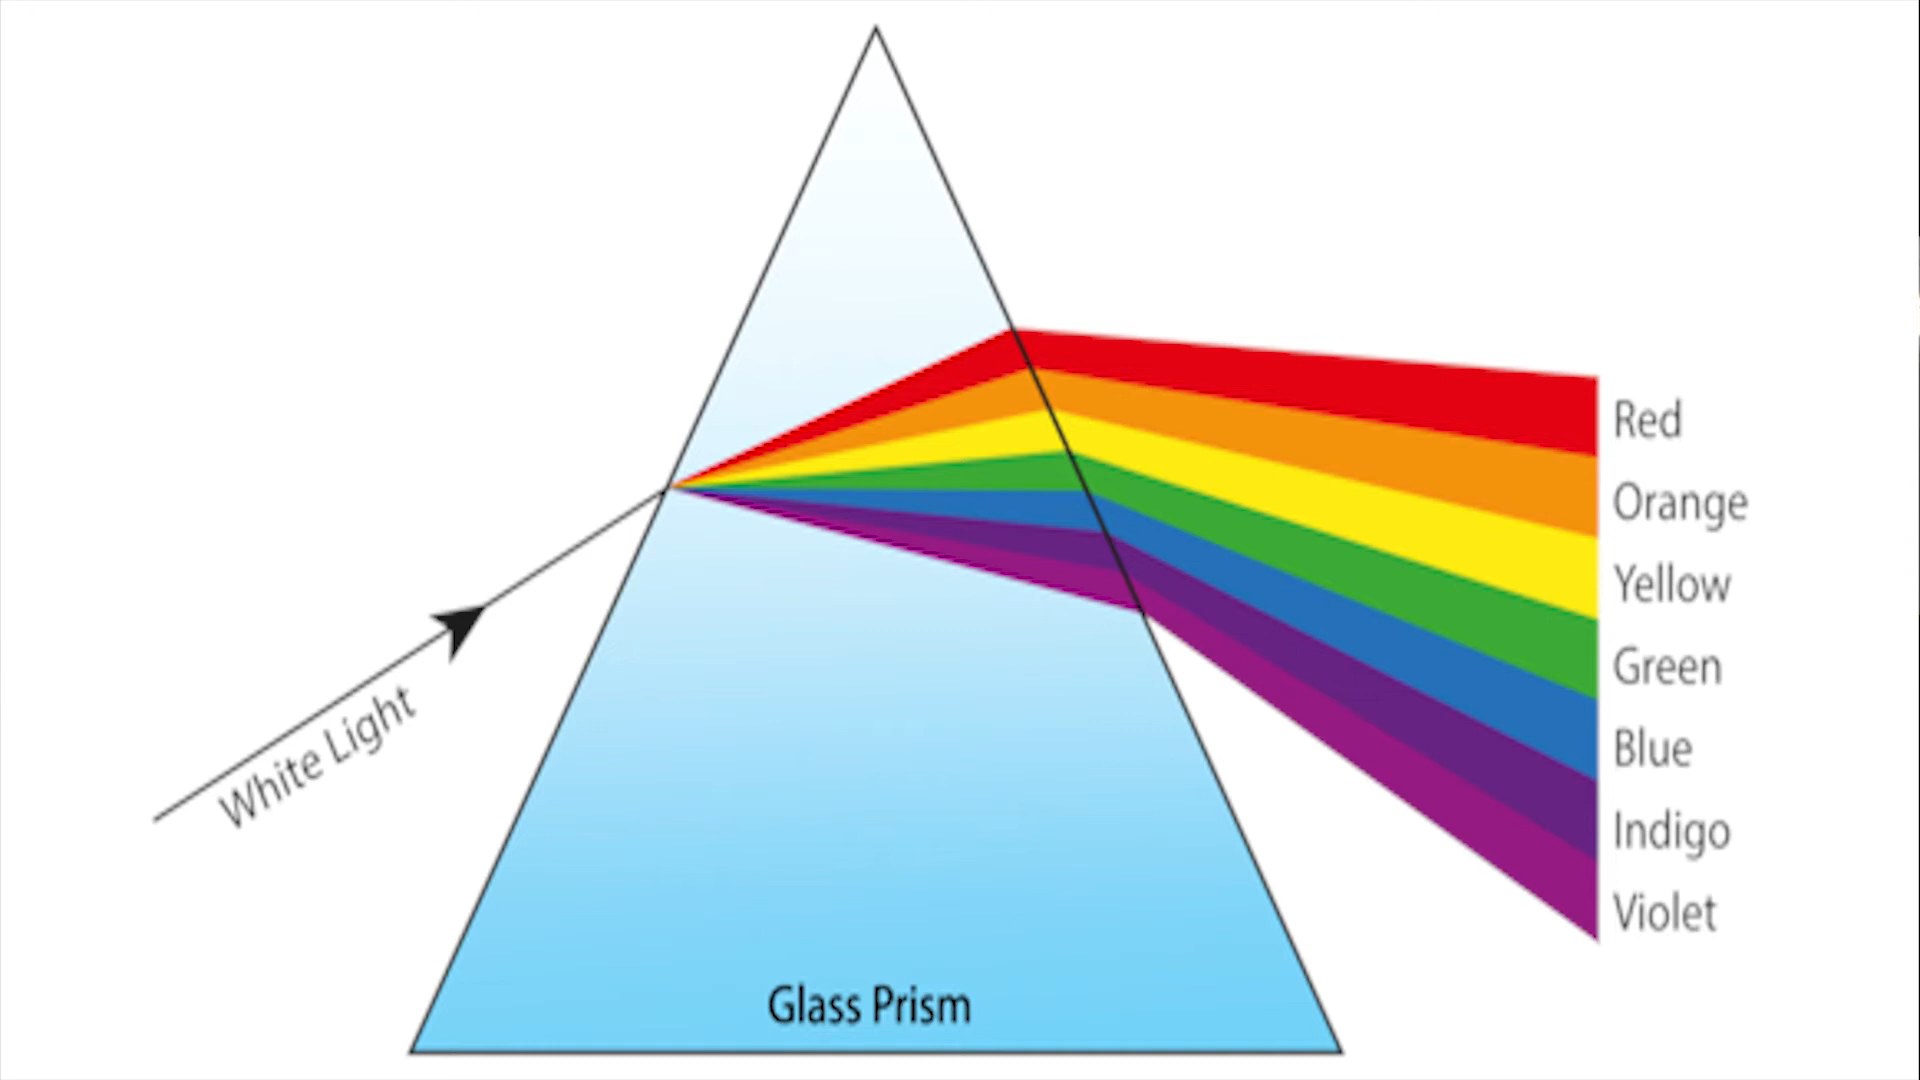 White Light
Red
Orange
Yellow
Green
Blue
Indigo
Violet
Glass Prism